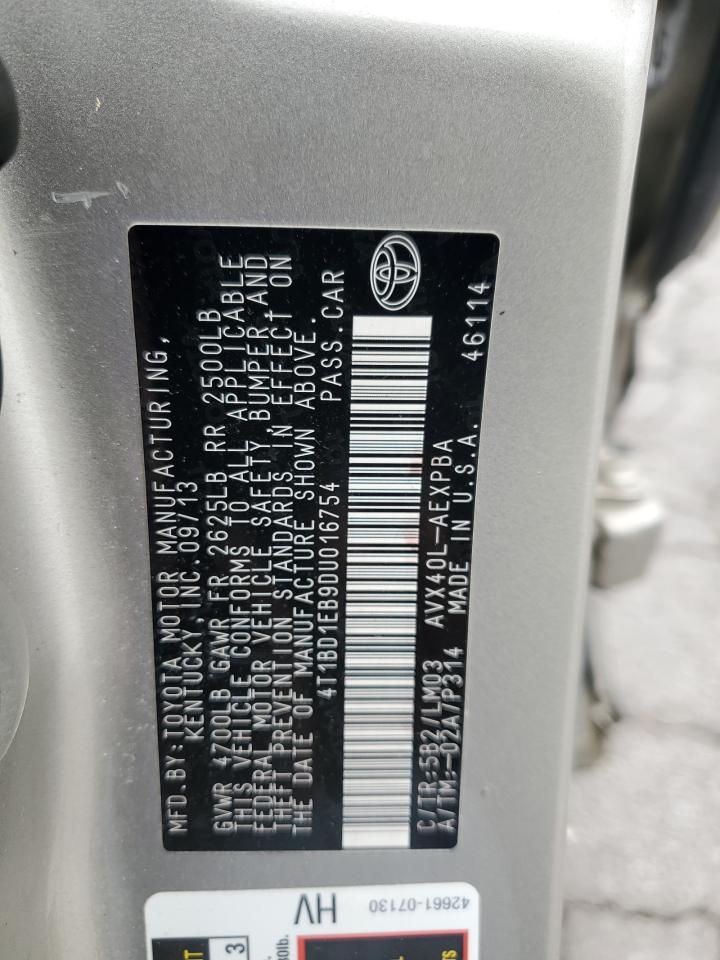 MFD.BY:TOYOTA MOTOR MANUFACTURING,
KENTUCKY, INC.09/13
GVWR 4700LB GAWR FR 2625LB RR 2500LB
THIS VEHICLE CONFORMS TO ALL APPLICABLE
FEDERAL MOTOR VEHICLE SAFETY, BUMPER AND
THEFT PREVENTION STANDARDS IN EFFECT ON
THE DATE OF MANUFACTURE SHOWN ABOVE.
4T1BD1EB9DU016754 PASS.CAR
C/TR:5B2/LM03 AVX40L-AEXPBA 46114
A/TM:-02A/P314 MADE IN U.S.A.
HV
42661-07130
3